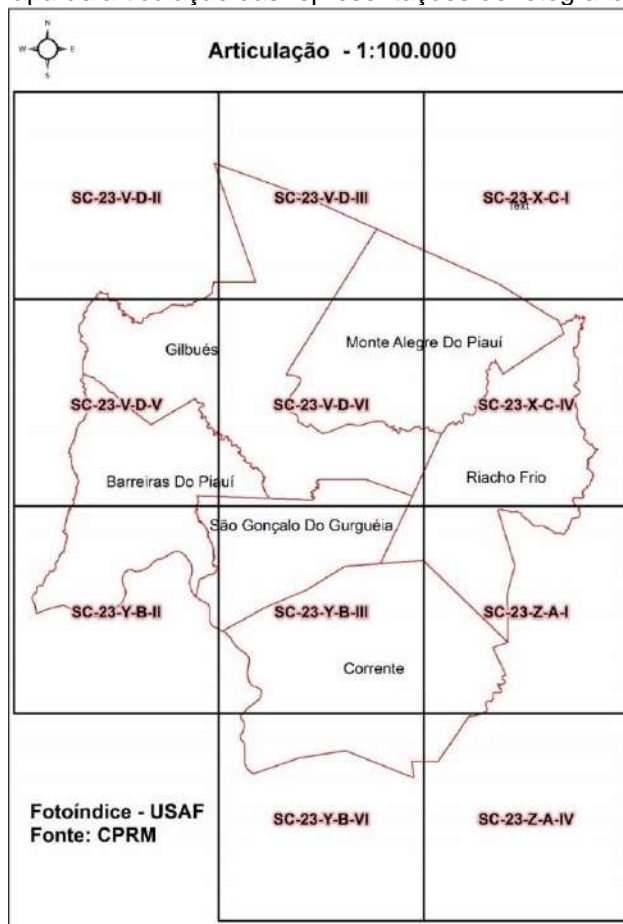 N
W E
S
Articulação - 1:100.000
SC-23-V-D-II SC-23-V-D-III SC-23-X-C-I
Text
Gilbués Monte Alegre Do Piauí
SC-23-V-D-V SC-23-V-D-VI SC-23-X-C-IV
Barreiras Do Piauí Riacho Frio
São Gonçalo Do Gurguéia
SC-23-Y-B-II SC-23-Y-B-III SC-23-Z-A-I
Corrente
Fotoíndice - USAF
Fonte: CPRM
SC-23-Y-B-VI SC-23-Z-A-IV